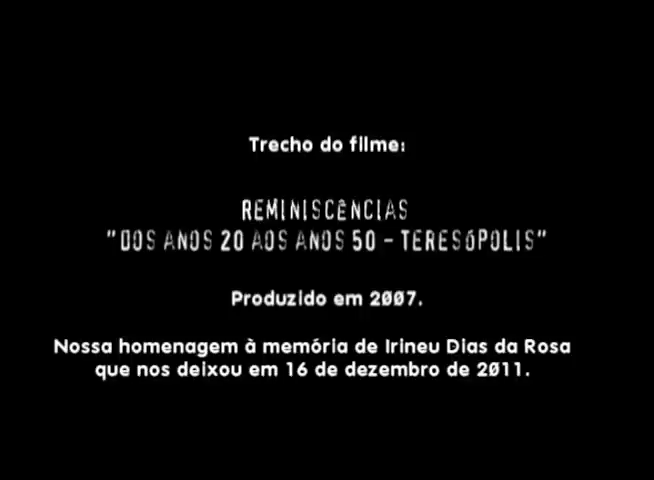 Trecho do filme:
REMINISCÊNCIAS
"DOS ANOS 20 AOS ANOS 50 - TERESÓPOLIS"
Produzido em 2007.
Nossa homenagem à memória de Irineu Dias da Rosa
que nos deixou em 16 de dezembro de 2011.